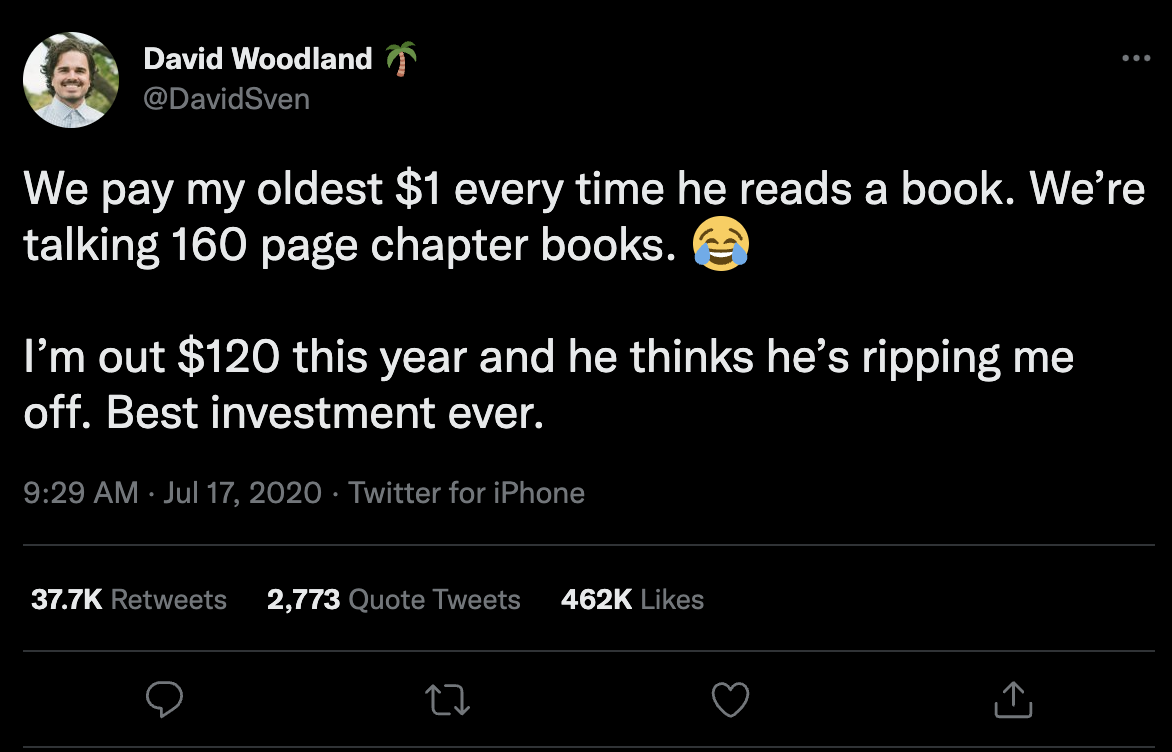 David Woodland 🌴
@DavidSven
We pay my oldest $1 every time he reads a book. We’re
talking 160 page chapter books. 😂
I’m out $120 this year and he thinks he’s ripping me
off. Best investment ever.
9:29 AM · Jul 17, 2020 · Twitter for iPhone
37.7K Retweets 2,773 Quote Tweets 462K Likes